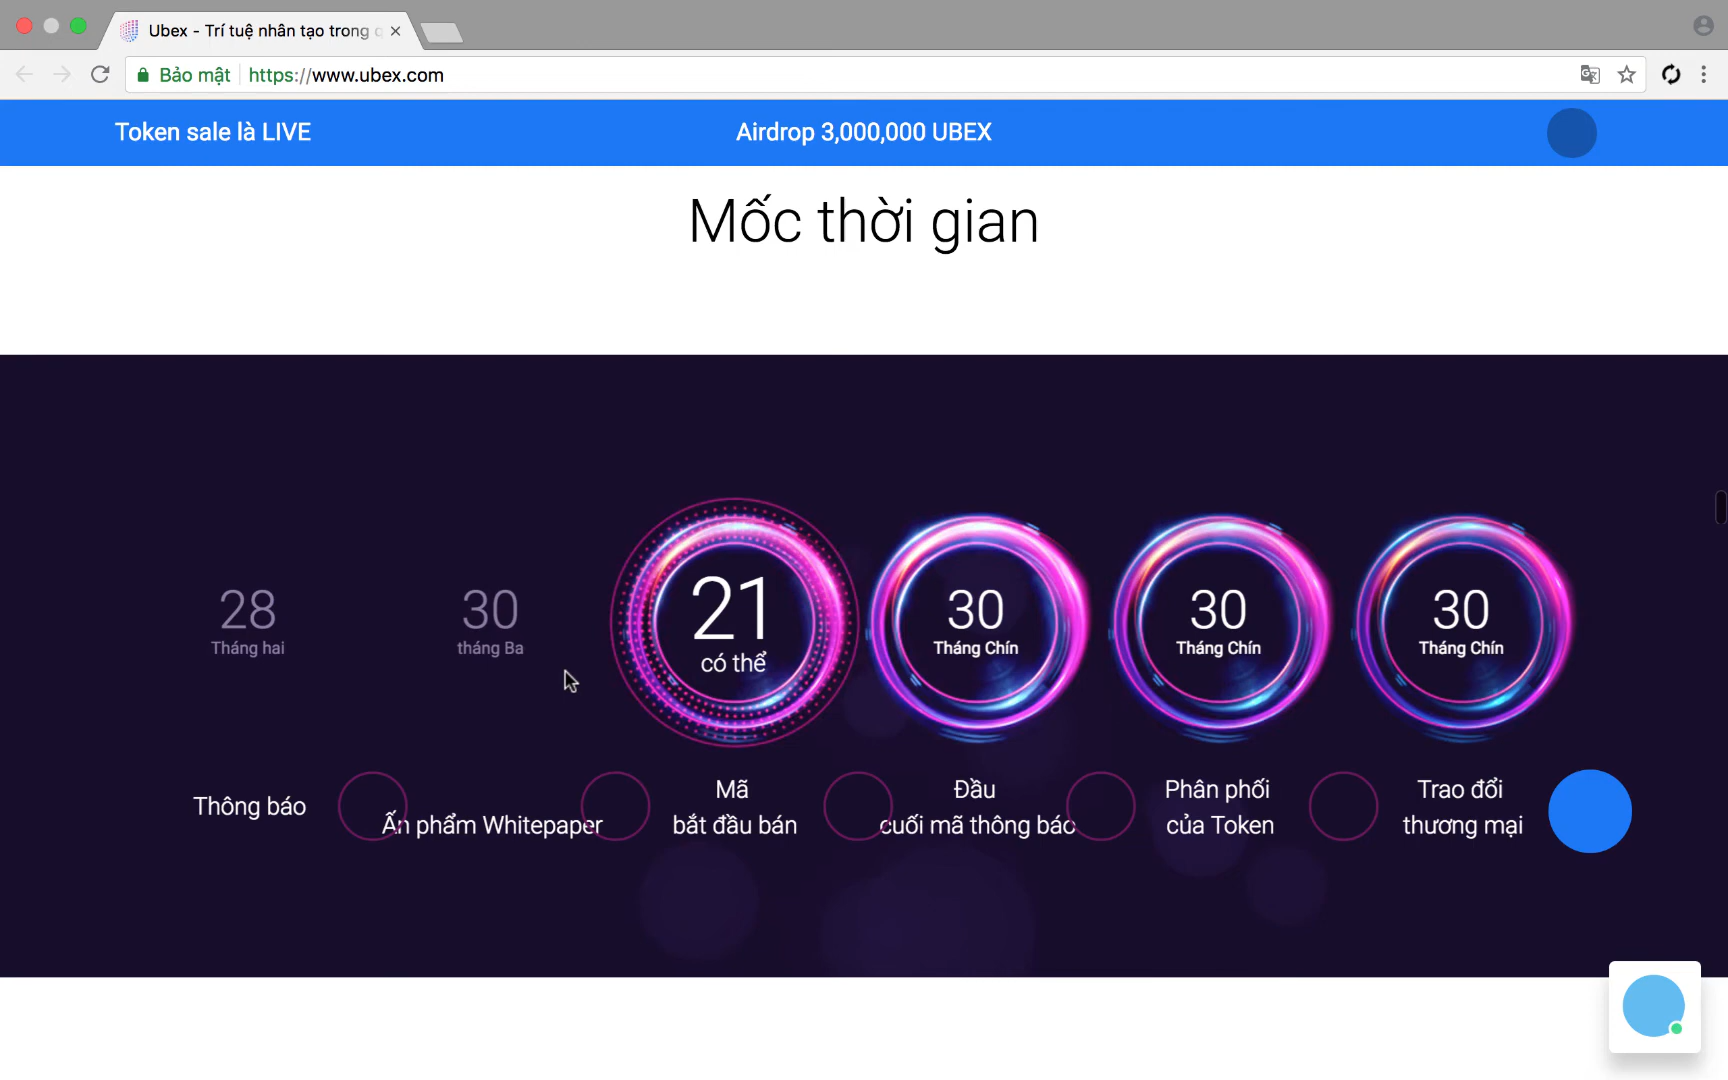 Ubex - Trí tuệ nhân tạo trong q
Bảo mật
https://www.ubex.com
Token sale là LIVE
Airdrop 3,000,000 UBEX
Mốc thời gian
28
Tháng hai
30
tháng Ba
21
có thể
30
Tháng Chín
30
Tháng Chín
30
Tháng Chín
Thông báo
Ấn phẩm Whitepaper
Mã
bắt đầu bán
Đầu
cuối mã thông báo
Phân phối
của Token
Trao đổi
thương mại